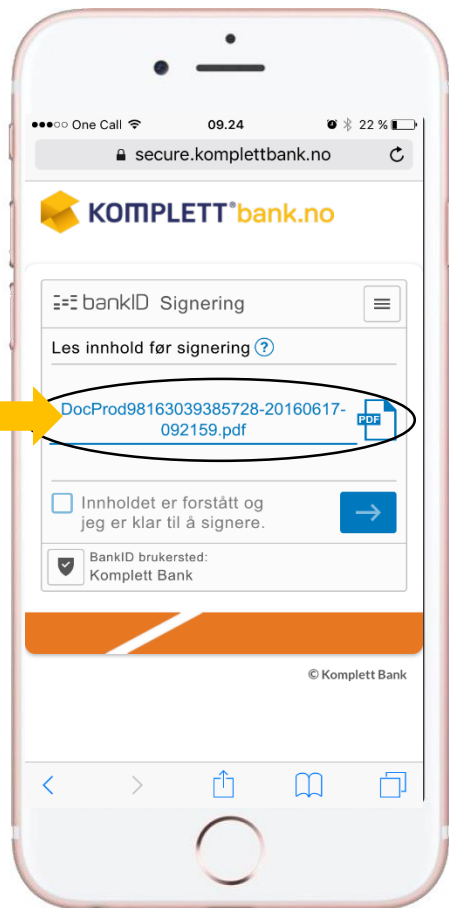 One Call 09.24 22 %
secure.komplettbank.no
KOMPLETT®bank.no
bankID Signering
Les innhold før signering ?
DocProd98163039385728-20160617-
092159.pdf
PDF
Innholdet er forstått og
jeg er klar til å signere.
BankID brukersted:
Komplett Bank
© Komplett Bank